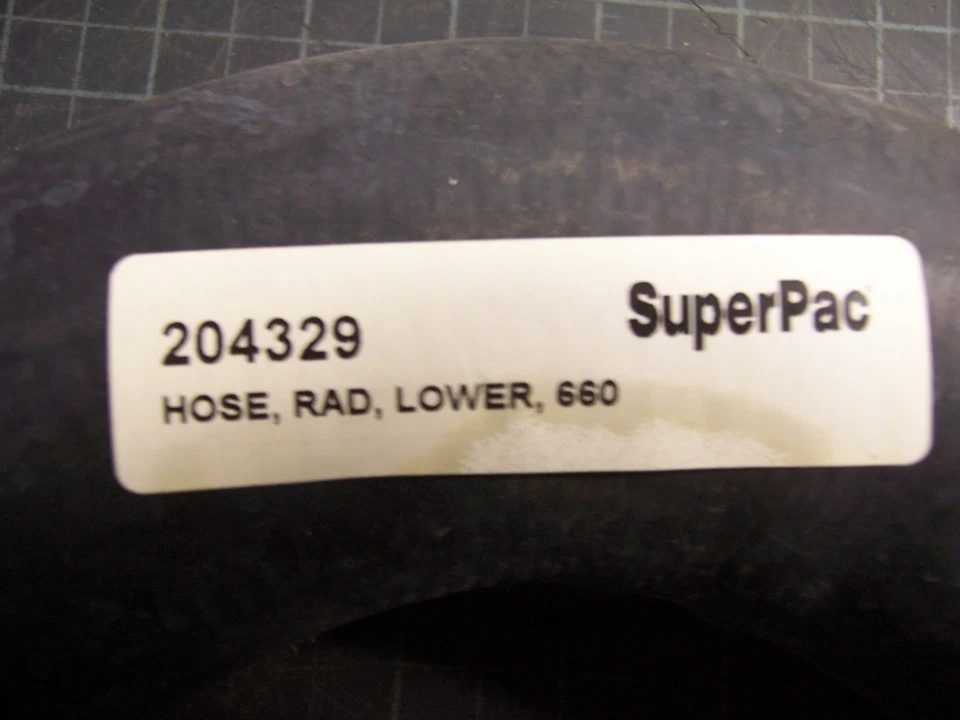 SuperPac
204329
HOSE, RAD, LOWER, 660